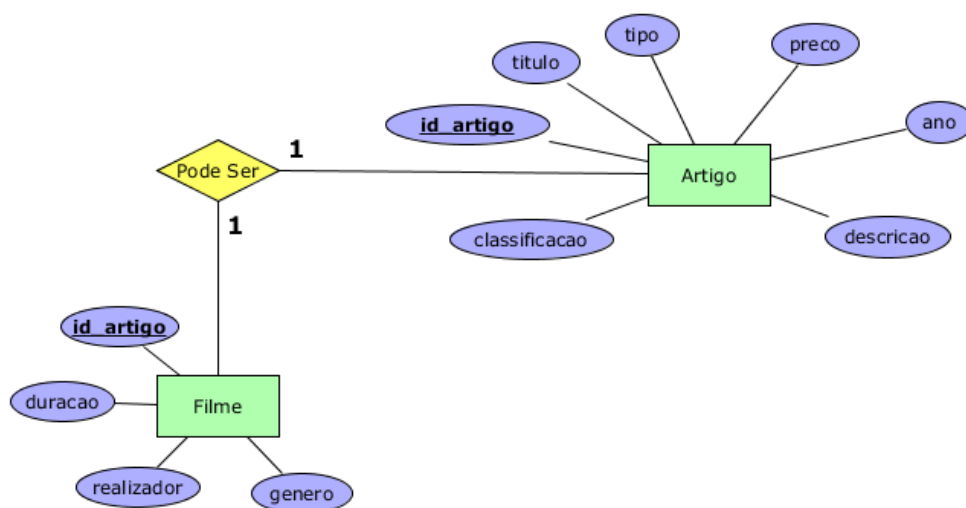 tipo
preco
titulo
id_artigo
ano
1
Pode Ser
Artigo
1
classificacao
descricao
id_artigo
duracao
Filme
realizador
genero